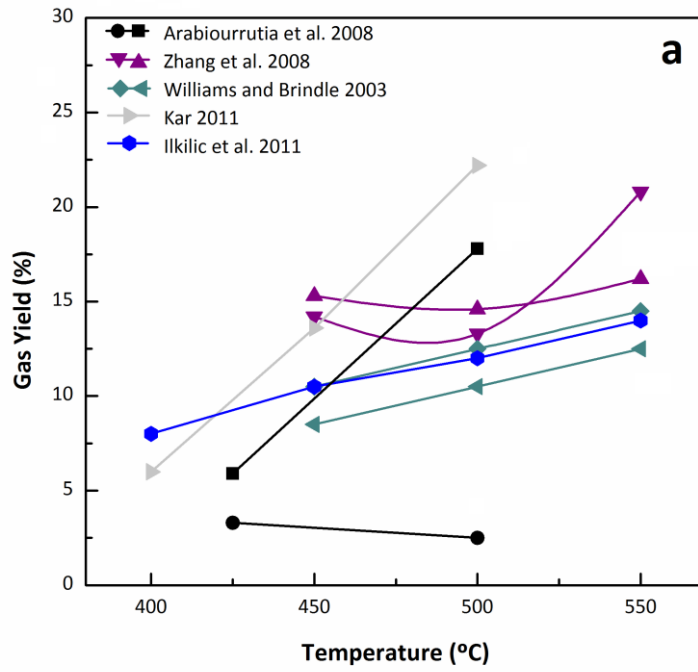 30
25
20
15
10
5
0
Gas Yield (%)
Arabiourrutia et al. 2008
Zhang et al. 2008
Williams and Brindle 2003
Kar 2011
Ilkilic et al. 2011
a
400 450 500 550
Temperature (ºC)